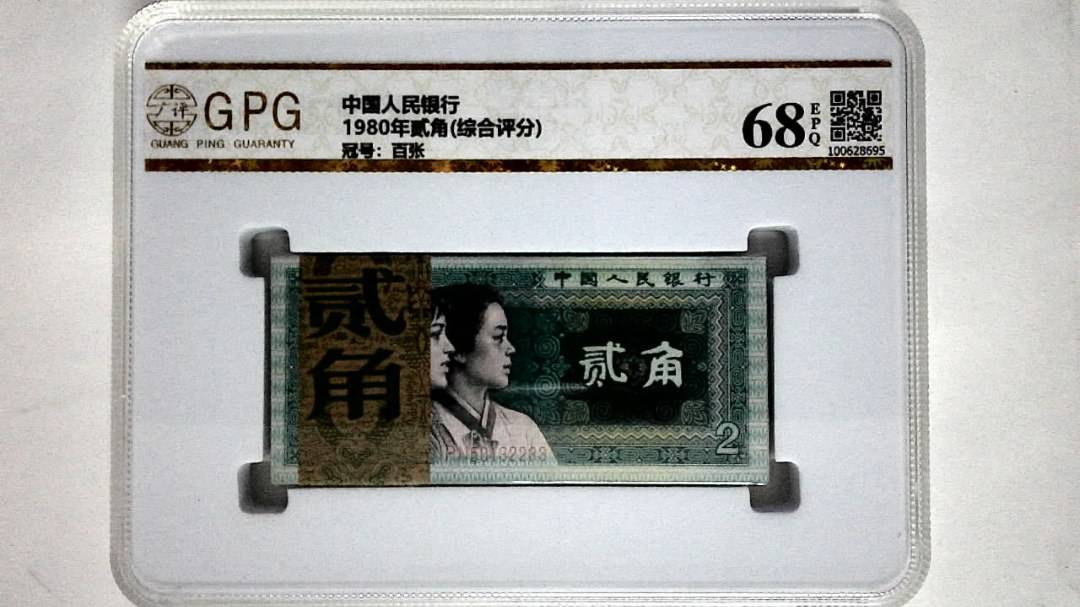 广评
GPG
GUANG PING GUARANTY
中国人民银行
1980年贰角(综合评分)
冠号：百张
68
EPQ
100628695
中国人民银行
贰角
贰角
2